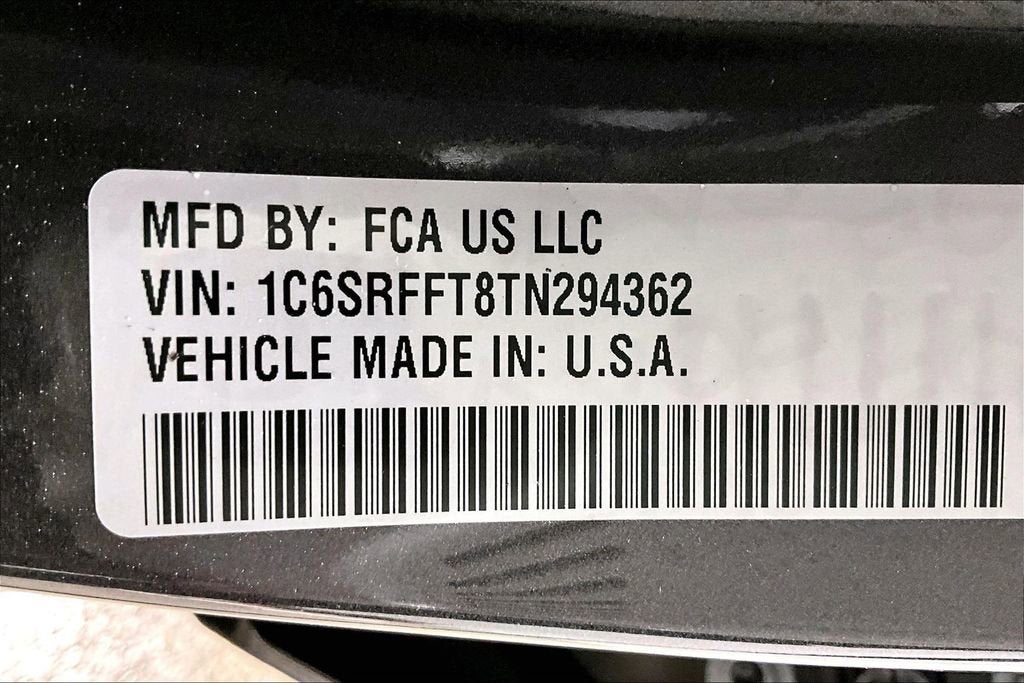 MFD BY: FCA US LLC
VIN: 1C6SRFFT8TN294362
VEHICLE MADE IN: U.S.A.